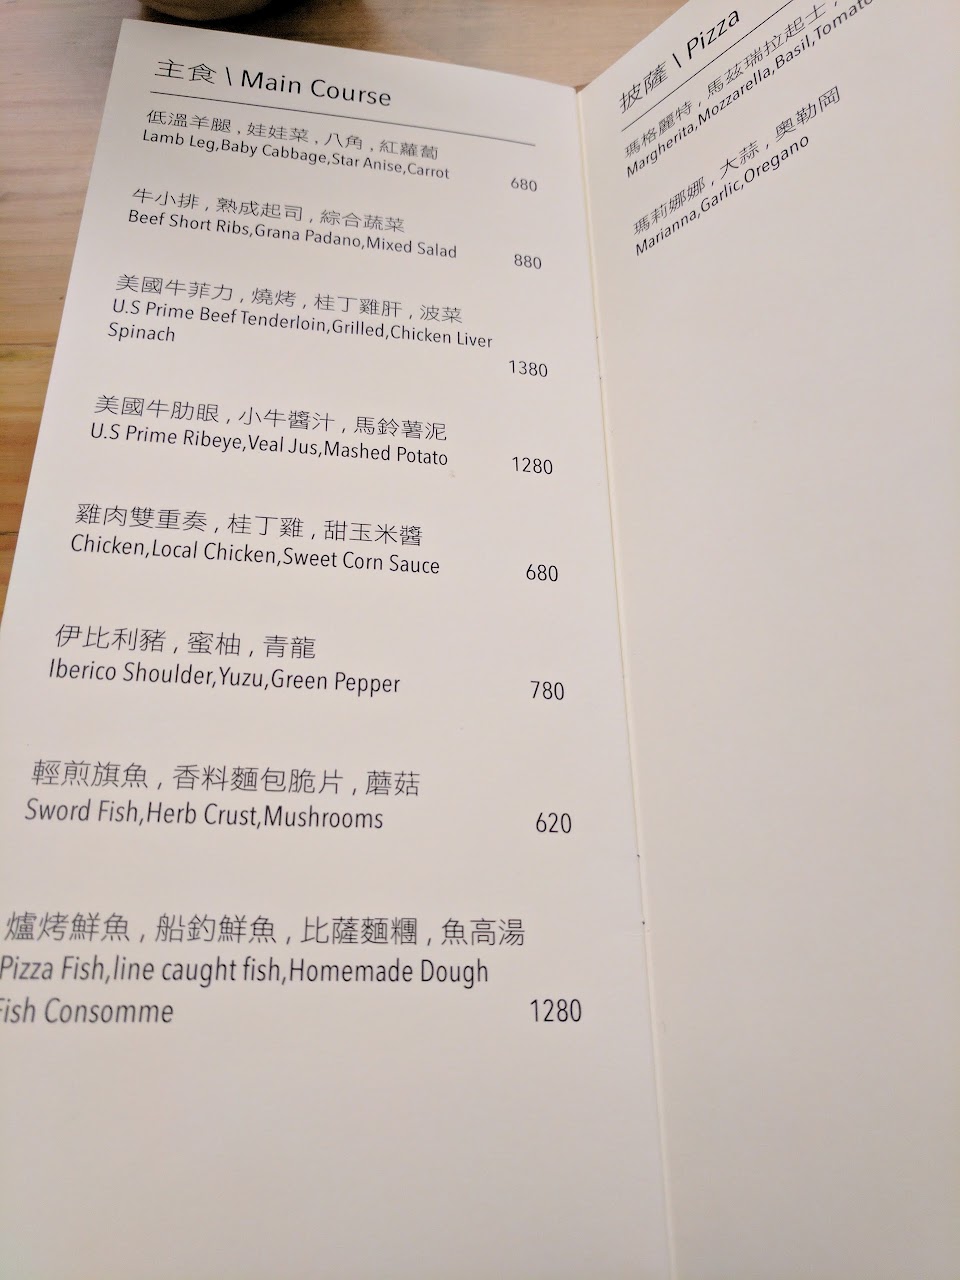 主食 \ Main Course
低溫羊腿 , 娃娃菜 , 八角 , 紅蘿蔔
Lamb Leg,Baby Cabbage,Star Anise,Carrot
680
牛小排 , 熟成起司 , 綜合蔬菜
Beef Short Ribs,Grana Padano,Mixed Salad
880
美國牛菲力 , 燒烤 , 桂丁雞肝 , 波菜
U.S Prime Beef Tenderloin,Grilled,Chicken Liver
Spinach
1380
美國牛肋眼 , 小牛醬汁 , 馬鈴薯泥
U.S Prime Ribeye,Veal Jus,Mashed Potato
1280
雞肉雙重奏 , 桂丁雞 , 甜玉米醬
Chicken,Local Chicken,Sweet Corn Sauce
680
伊比利豬 , 蜜柚 , 青龍
Iberico Shoulder,Yuzu,Green Pepper
780
輕煎旗魚 , 香料麵包脆片 , 蘑菇
Sword Fish,Herb Crust,Mushrooms
620
爐烤鮮魚 , 船釣鮮魚 , 比薩麵糰 , 魚高湯
Pizza Fish,line caught fish,Homemade Dough
Fish Consomme
1280
披薩 \ Pizza
瑪格麗特 , 馬茲瑞拉起士 ,
Margherita,Mozzarella,Basil,Tomato
瑪莉娜娜 , 大蒜 , 奧勒岡
Marianna,Garlic,Oregano